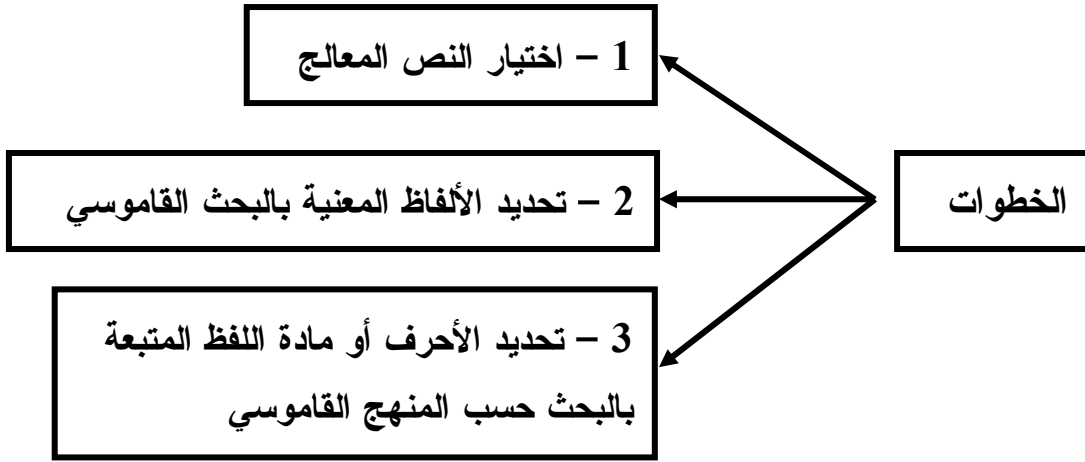 الخطوات
1 – اختيار النص المعالج
2 – تحديد الألفاظ المعنية بالبحث القاموسي
3 – تحديد الأحرف أو مادة اللفظ المتبعة
بالبحث حسب المنهج القاموسي